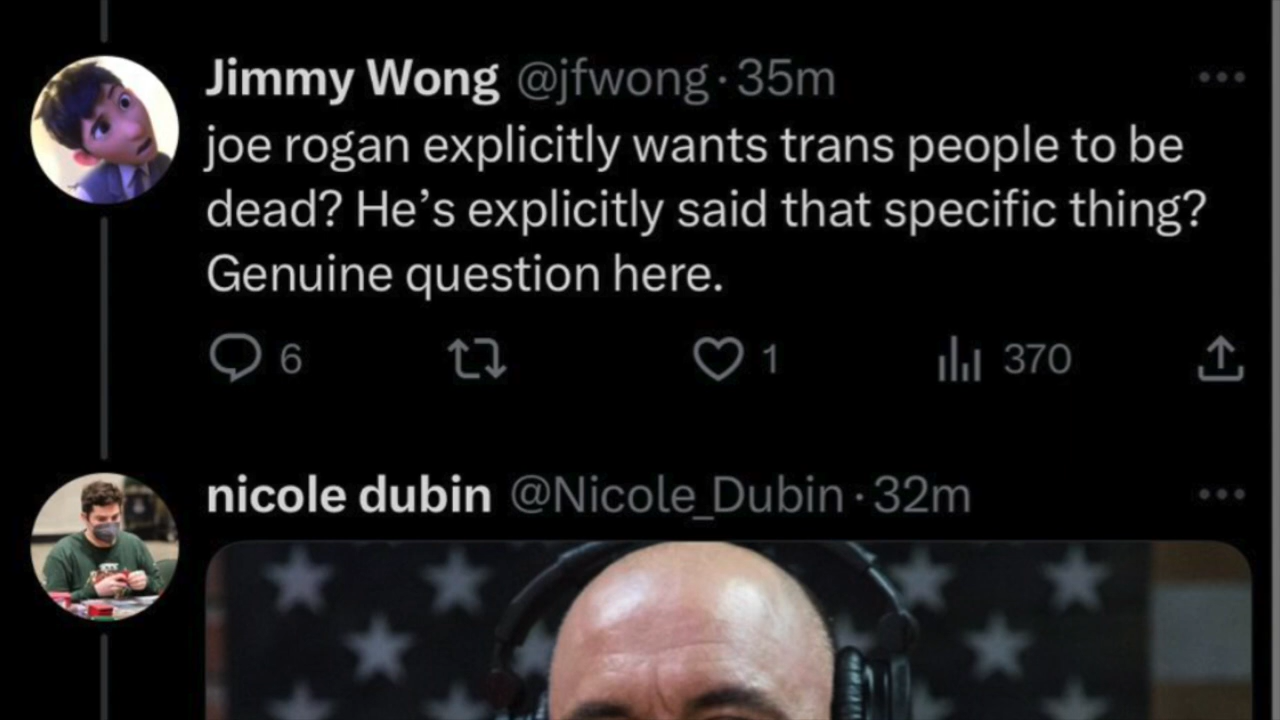 Jimmy Wong @jfwong · 35m
joe rogan explicitly wants trans people to be
dead? He’s explicitly said that specific thing?
Genuine question here.
6 1 370
nicole dubin @Nicole_Dubin · 32m